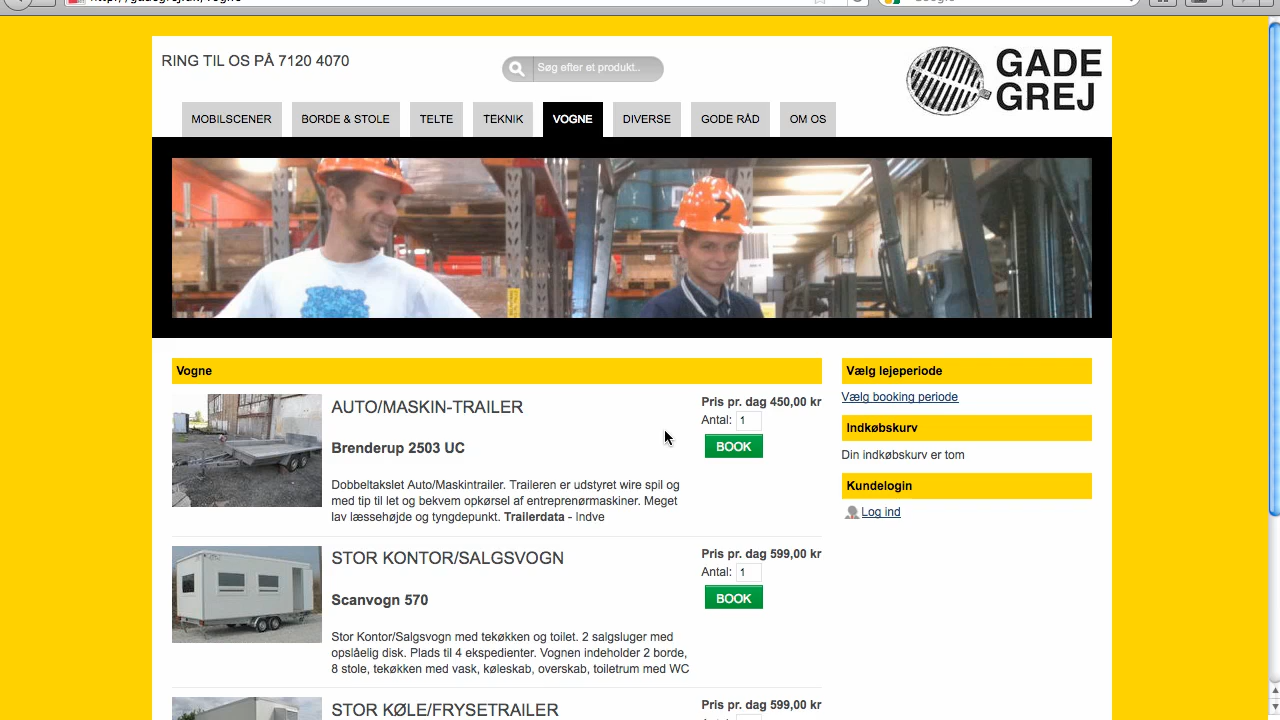 RING TIL OS PÅ 7120 4070
Søg efter et produkt..
GADE
GREJ
MOBILSCENER
BORDE & STOLE
TELTE
TEKNIK
VOGNE
DIVERSE
GODE RÅD
OM OS
2
Vogne
AUTO/MASKIN-TRAILER
Brenderup 2503 UC
Dobbeltakslet Auto/Maskintrailer. Traileren er udstyret wire spil og
med tip til let og bekvem opkørsel af entreprenørmaskiner. Meget
lav læssehøjde og tyngdepunkt. Trailerdata - Indve
Pris pr. dag 450,00 kr
Antal: 1
BOOK
STOR KONTOR/SALGSVOGN
Scanvogn 570
Stor Kontor/Salgsvogn med tekøkken og toilet. 2 salgsluger med
opslåelig disk. Plads til 4 ekspedienter. Vognen indeholder 2 borde,
8 stole, tekøkken med vask, køleskab, overskab, toiletrum med WC
Pris pr. dag 599,00 kr
Antal: 1
BOOK
STOR KØLE/FRYSETRAILER
Pris pr. dag 599,00 kr
Vælg lejeperiode
Vælg booking periode
Indkøbskurv
Din indkøbskurv er tom
Kundelogin
Log ind